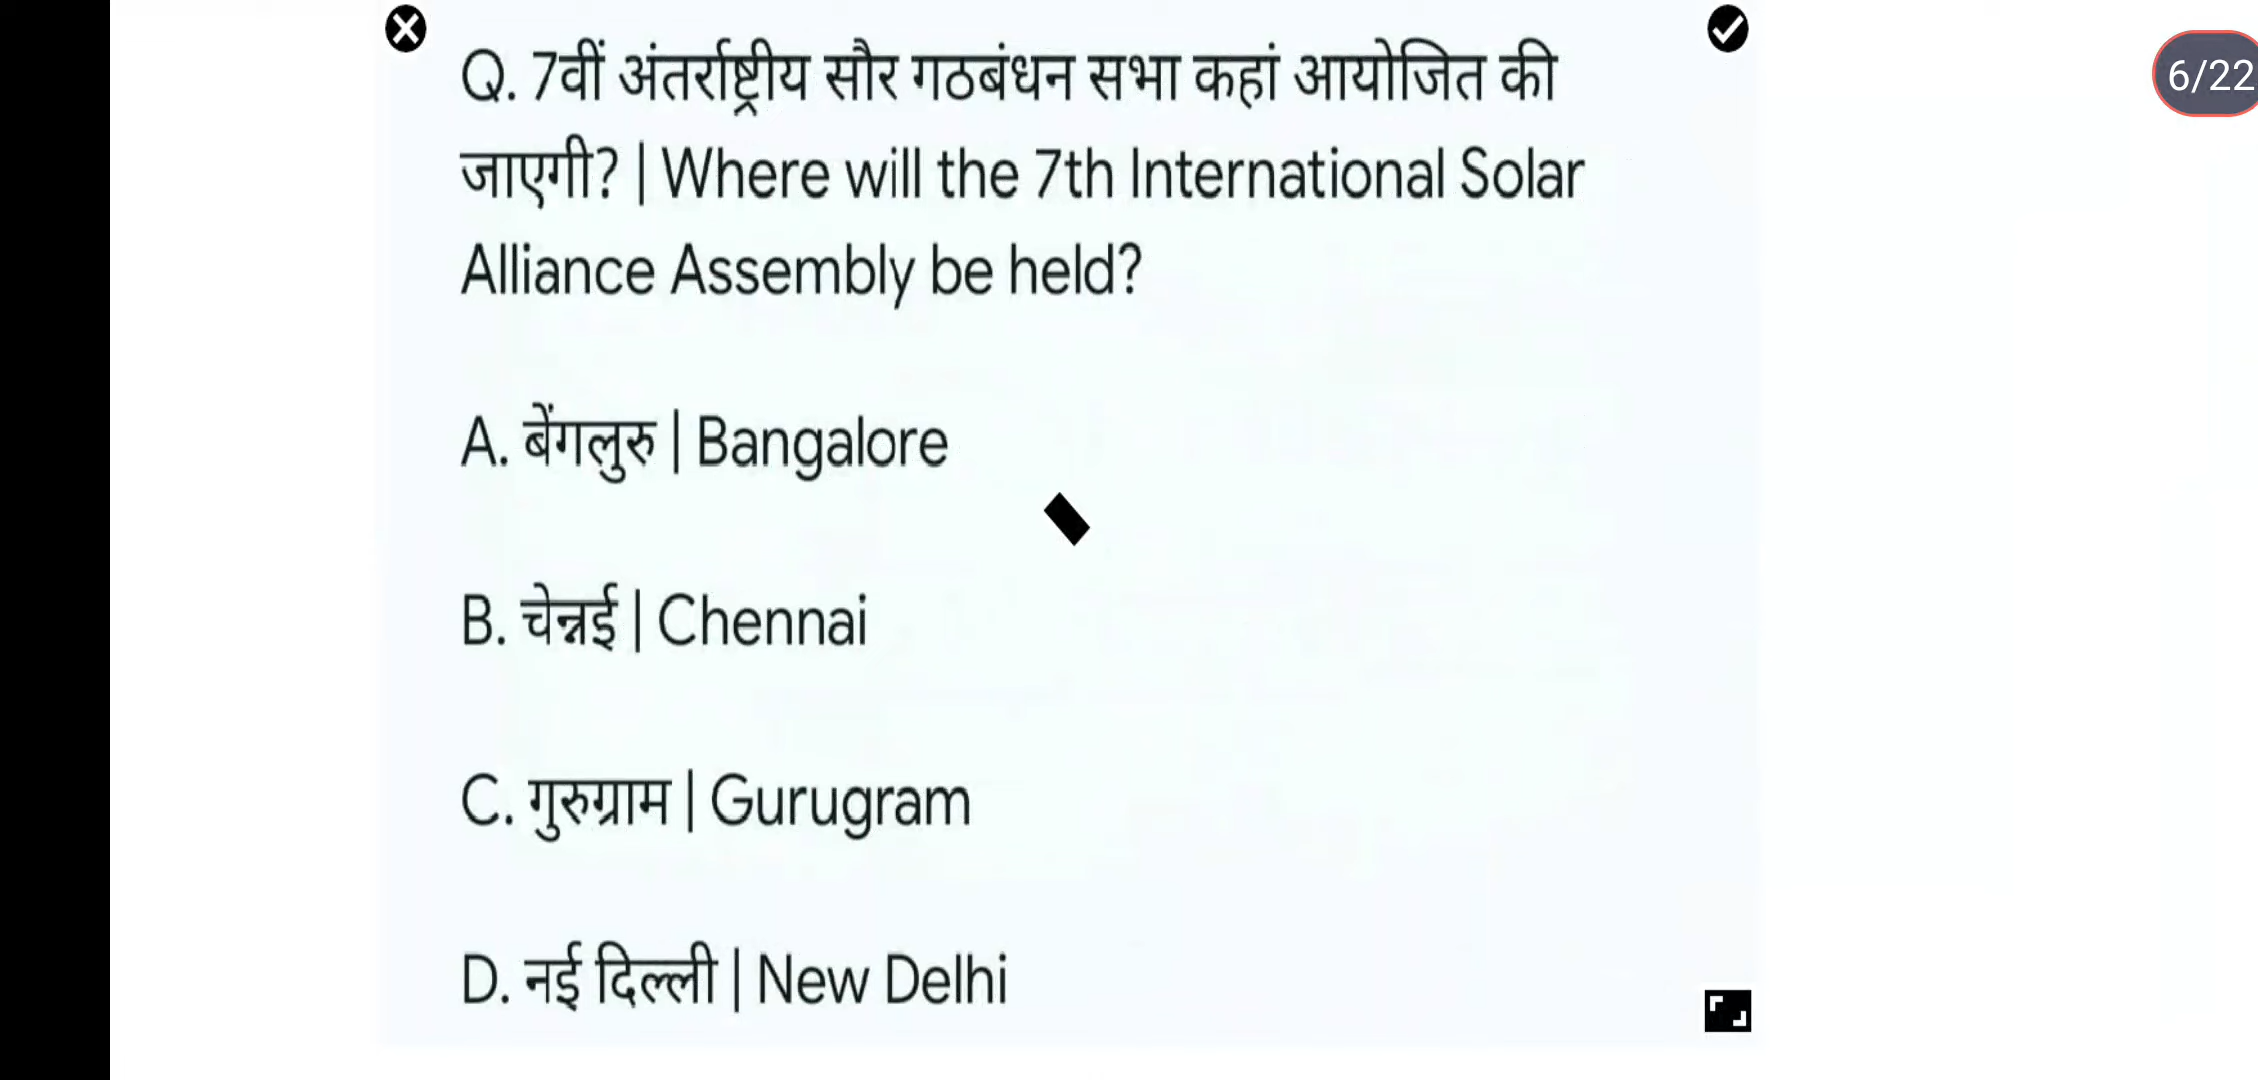 Q. 7वीं अंतर्राष्ट्रीय सौर गठबंधन सभा कहां आयोजित की
जाएगी? | Where will the 7th International Solar
Alliance Assembly be held?
6/22
A. बेंगलुरु | Bangalore
B. चेन्नई | Chennai
C. गुरुग्राम | Gurugram
D. नई दिल्ली | New Delhi